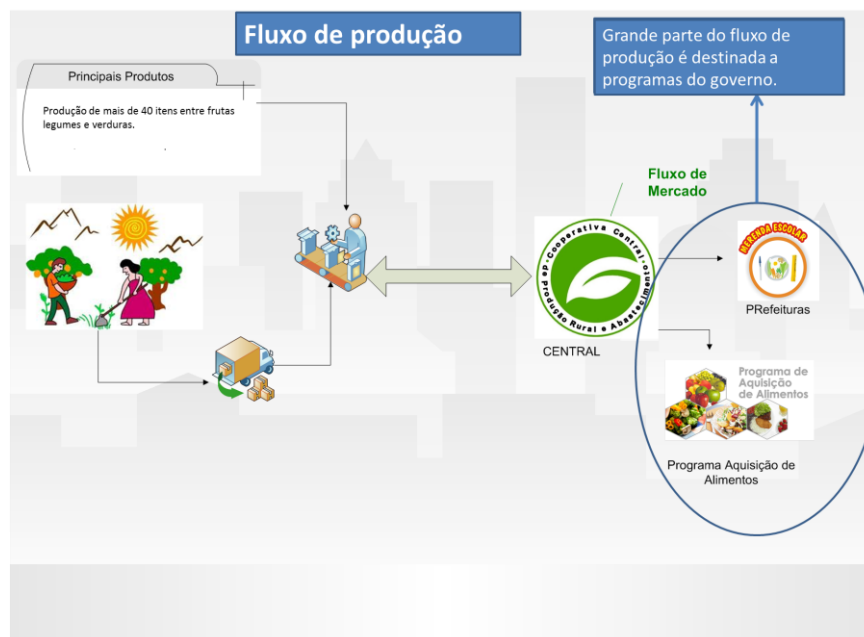 Fluxo de produção
Grande parte do fluxo de
produção é destinada a
programas do governo.
Principais Produtos
Produção de mais de 40 itens entre frutas
legumes e verduras.
Fluxo de
Mercado
Cooperativa Central
de Produção Rural e Abastecimento
CENTRAL
MERENDA ESCOLAR
PRefeituras
Programa de
Aquisição
de Alimentos
Programa Aquisição de
Alimentos